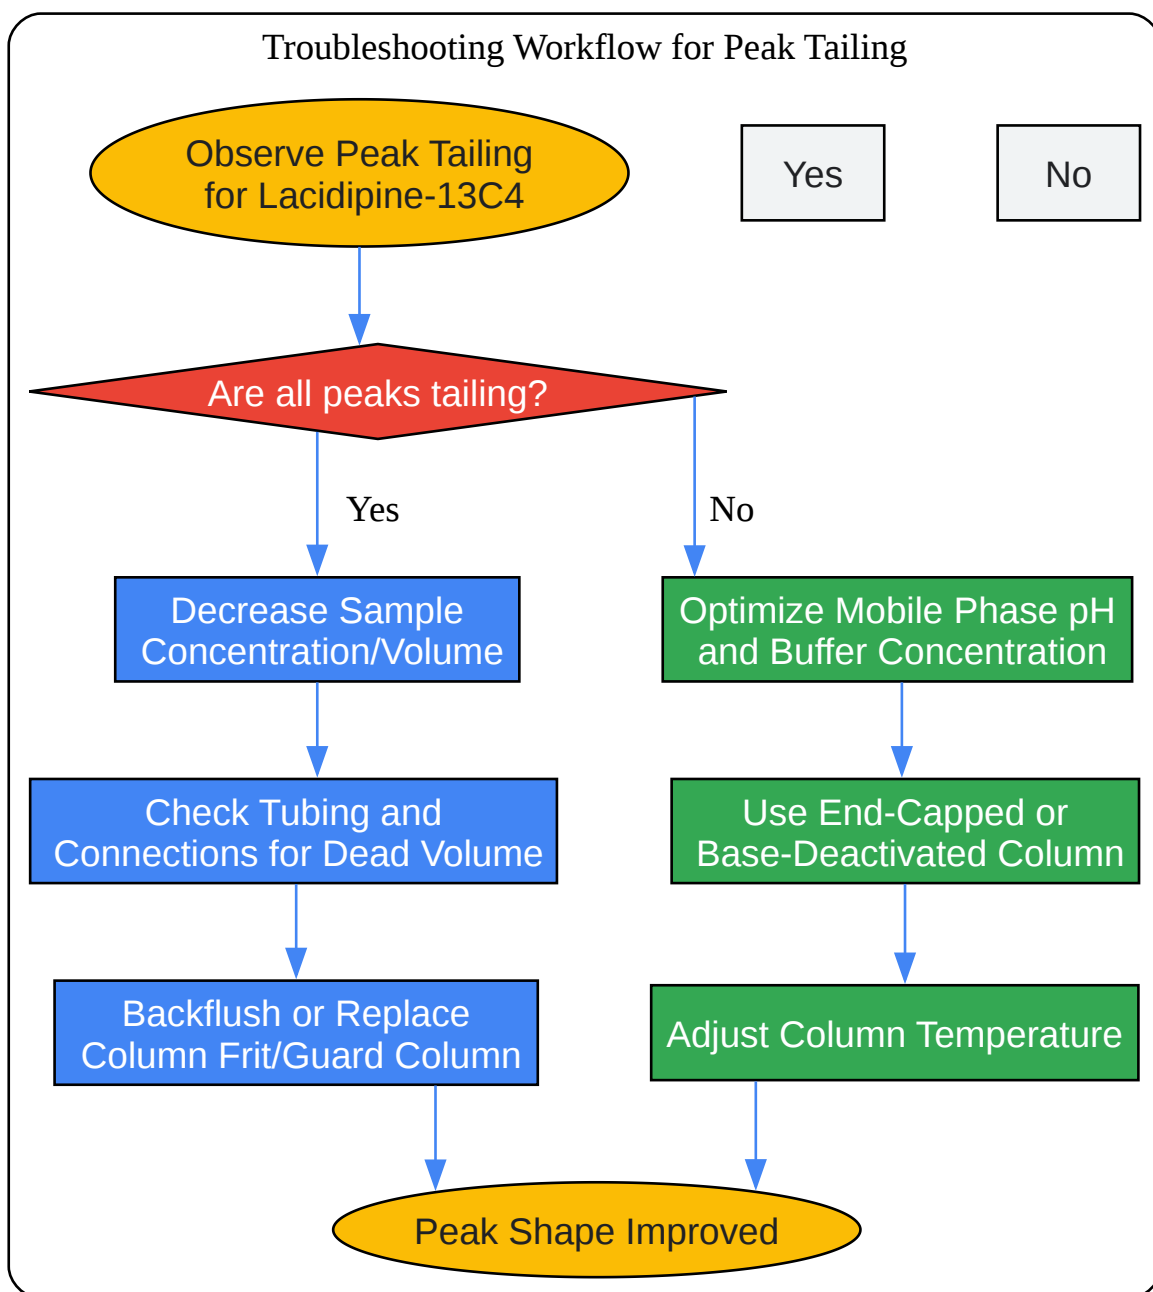 Troubleshooting Workflow for Peak Tailing
Observe Peak Tailing
for Lacidipine-13C4
Yes
No
Are all peaks tailing?
Yes
No
Decrease Sample
Concentration/Volume
Optimize Mobile Phase pH
and Buffer Concentration
Check Tubing and
Connections for Dead Volume
Use End-Capped or
Base-Deactivated Column
Backflush or Replace
Column Frit/Guard Column
Adjust Column Temperature
Peak Shape Improved